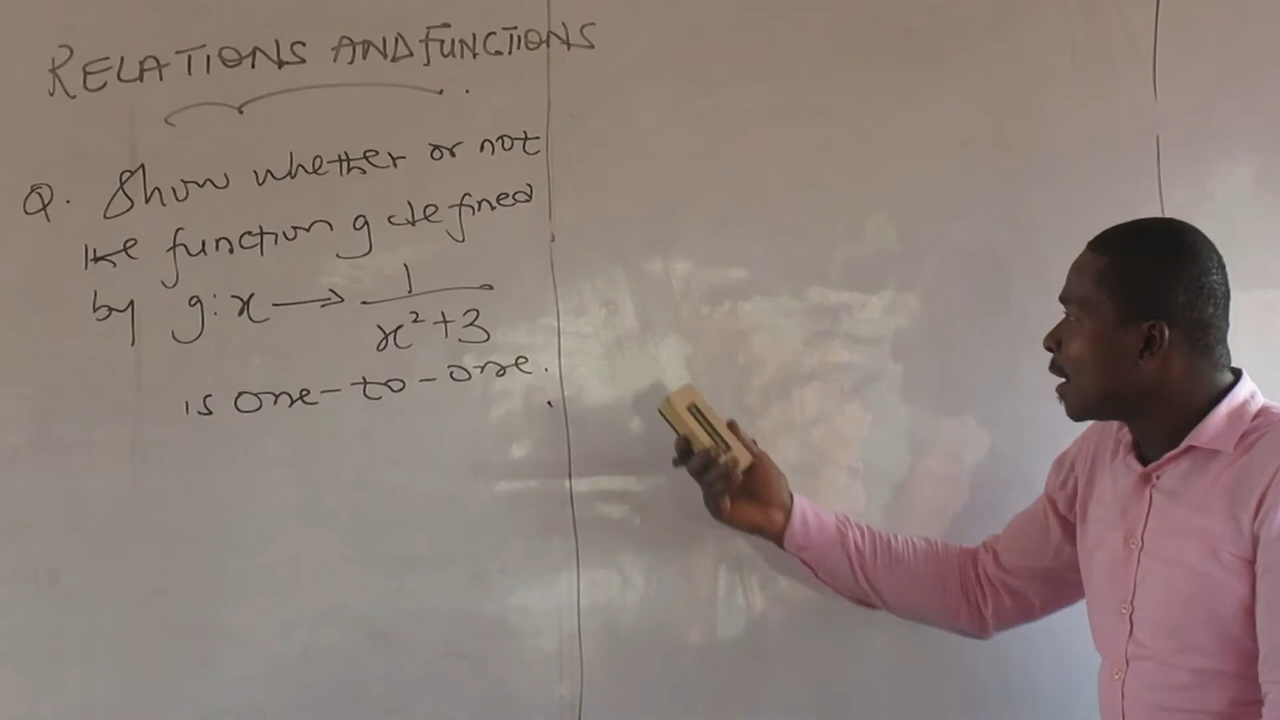 RELATIONS AND FUNCTIONS
Q. Show whether or not
the function g defined
by g: x → 1/(x²+3)
is one-to-one.